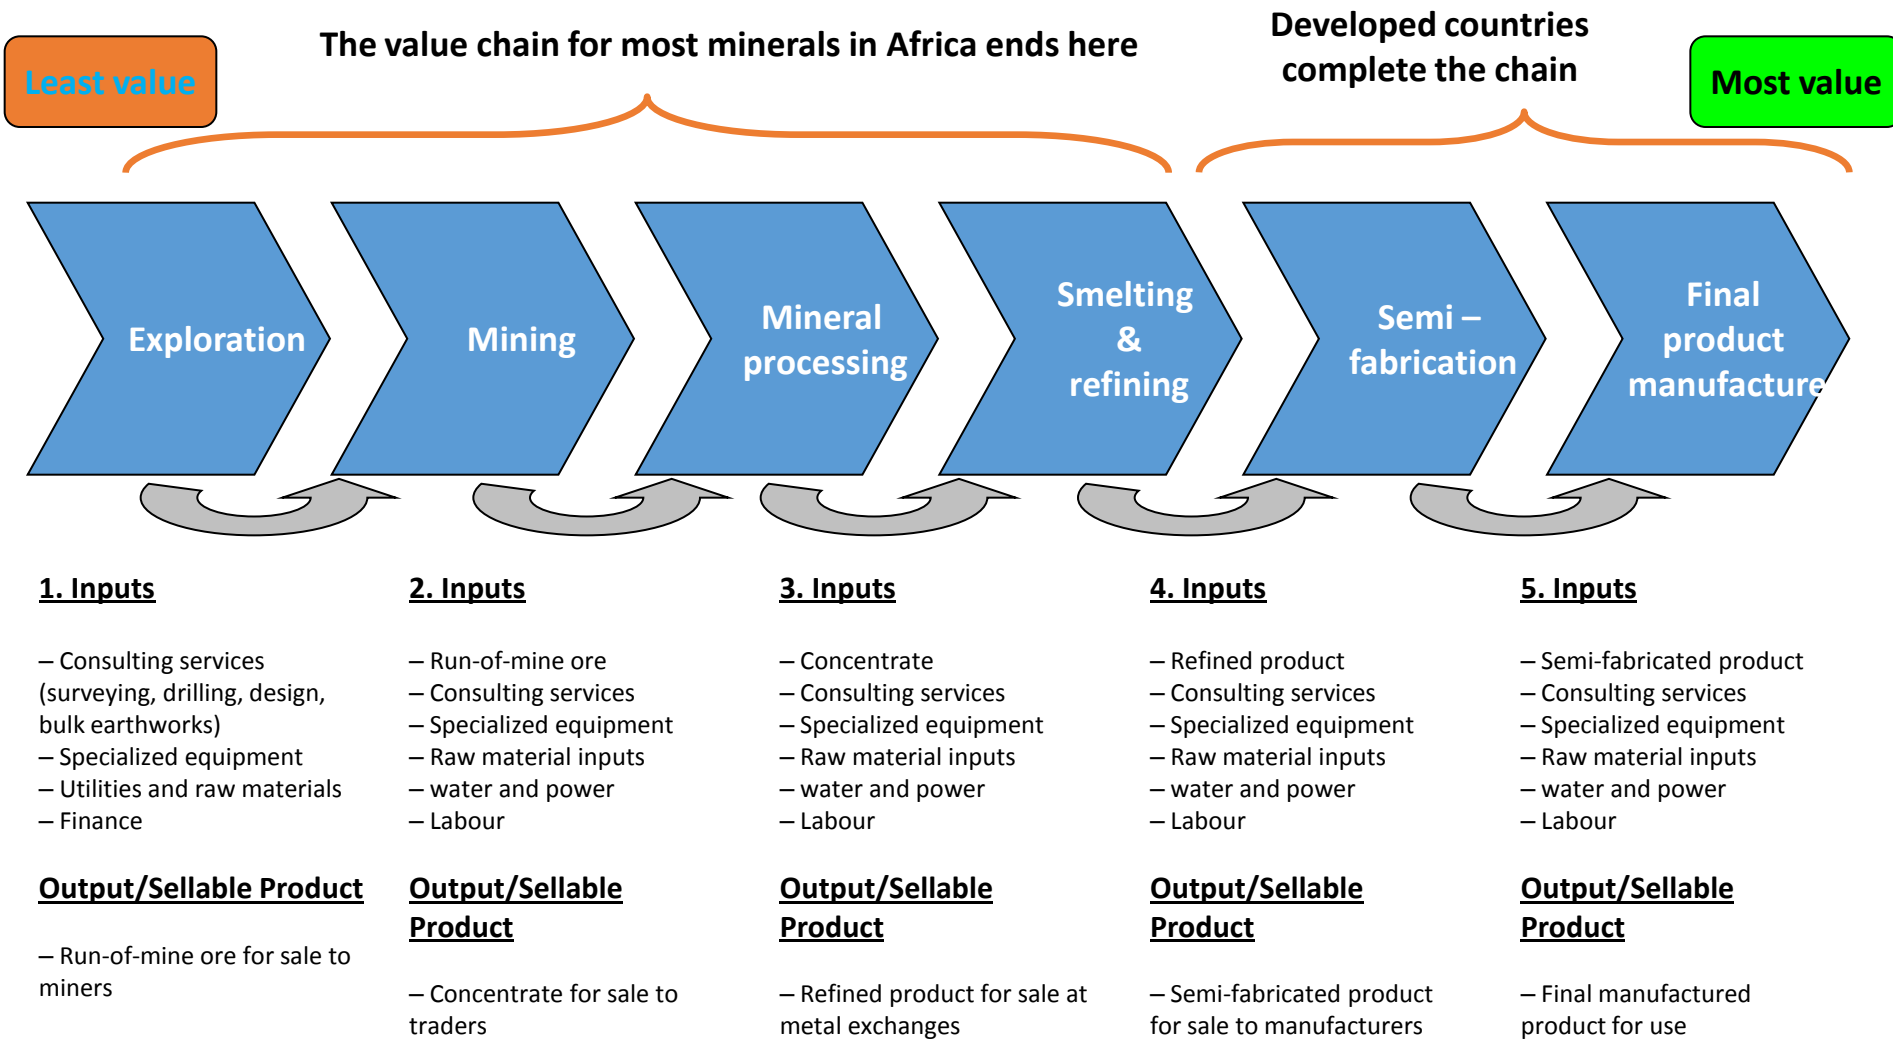 The value chain for most minerals in Africa ends here
Developed countries
complete the chain
Least value
Most value
Exploration
Mining
Mineral
processing
Smelting
&
refining
Semi –
fabrication
Final
product
manufacture
1. Inputs
– Consulting services
(surveying, drilling, design,
bulk earthworks)
– Specialized equipment
– Utilities and raw materials
– Finance
Output/Sellable Product
– Run-of-mine ore for sale to
miners
2. Inputs
– Run-of-mine ore
– Consulting services
– Specialized equipment
– Raw material inputs
– water and power
– Labour
Output/Sellable
Product
– Concentrate for sale to
traders
3. Inputs
– Concentrate
– Consulting services
– Specialized equipment
– Raw material inputs
– water and power
– Labour
Output/Sellable
Product
– Refined product for sale at
metal exchanges
4. Inputs
– Refined product
– Consulting services
– Specialized equipment
– Raw material inputs
– water and power
– Labour
Output/Sellable
Product
– Semi-fabricated product
for sale to manufacturers
5. Inputs
– Semi-fabricated product
– Consulting services
– Specialized equipment
– Raw material inputs
– water and power
– Labour
Output/Sellable
Product
– Final manufactured
product for use